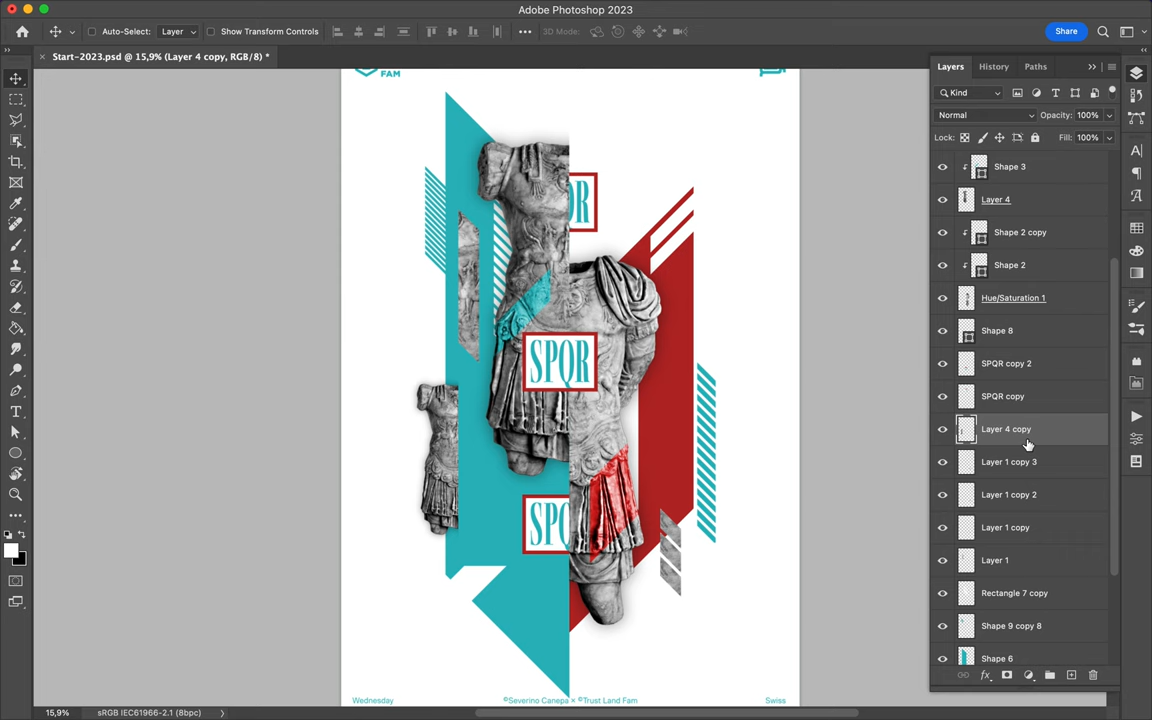 Adobe Photoshop 2023
Auto-Select: Layer Show Transform Controls 3D Mode: Share
Start-2023.psd @ 15,9% (Layer 4 copy, RGB/8) *
Layers History Paths
Kind
Normal Opacity: 100%
Lock: Fill: 100%
Shape 3
Layer 4
Shape 2 copy
Shape 2
Hue/Saturation 1
Shape 8
SPQR copy 2
SPQR copy
Layer 4 copy
Layer 1 copy 3
Layer 1 copy 2
Layer 1 copy
Layer 1
Rectangle 7 copy
Shape 9 copy 8
Shape 6
FAM
QR
SPQR
SPQ
Wednesday ©Severino Canepa × ©Trust Land Fam Swiss
15,9% sRGB IEC61966-2.1 (8bpc)